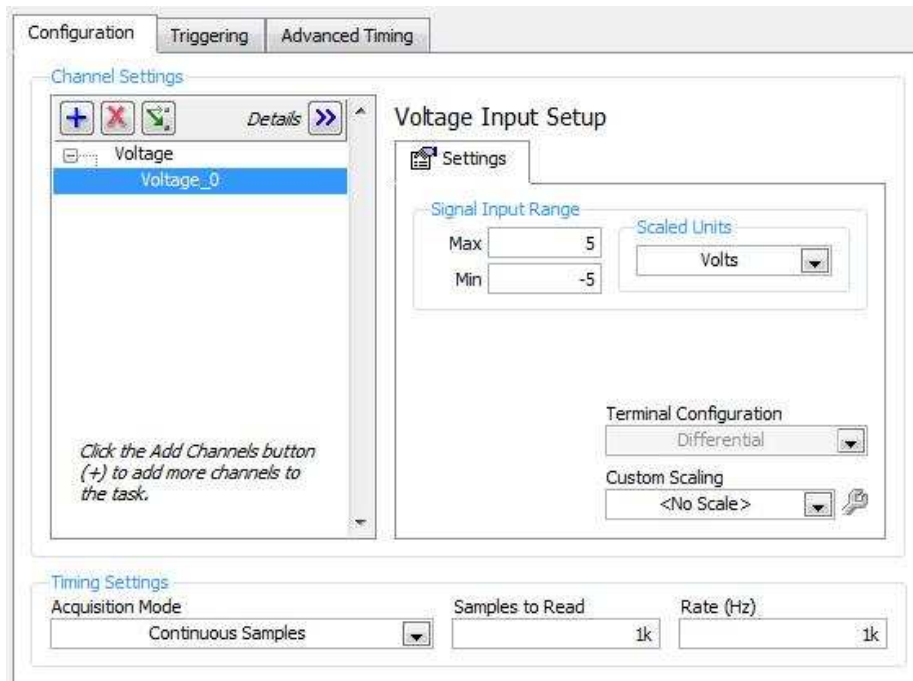 Configuration
Triggering
Advanced Timing
Channel Settings
Details
Voltage
Voltage_0
Click the Add Channels button
(+) to add more channels to
the task.
Voltage Input Setup
Settings
Signal Input Range
Max 5
Min -5
Scaled Units
Volts
Terminal Configuration
Differential
Custom Scaling
<No Scale>
Timing Settings
Acquisition Mode
Continuous Samples
Samples to Read
1k
Rate (Hz)
1k